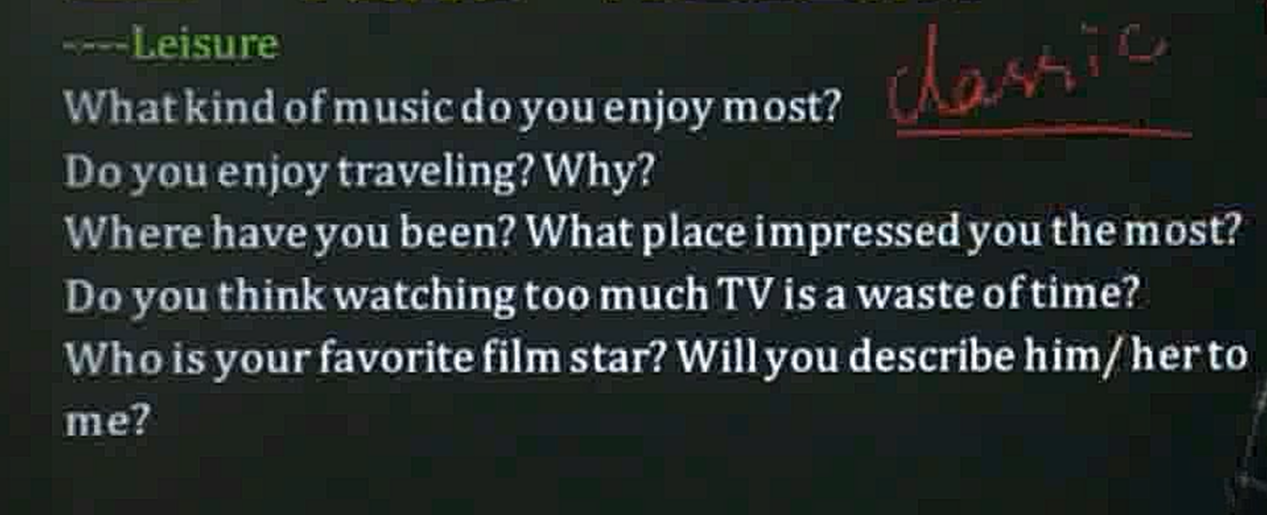 ----Leisure
classic
What kind of music do you enjoy most?
Do you enjoy traveling? Why?
Where have you been? What place impressed you the most?
Do you think watching too much TV is a waste of time?
Who is your favorite film star? Will you describe him/her to
me?